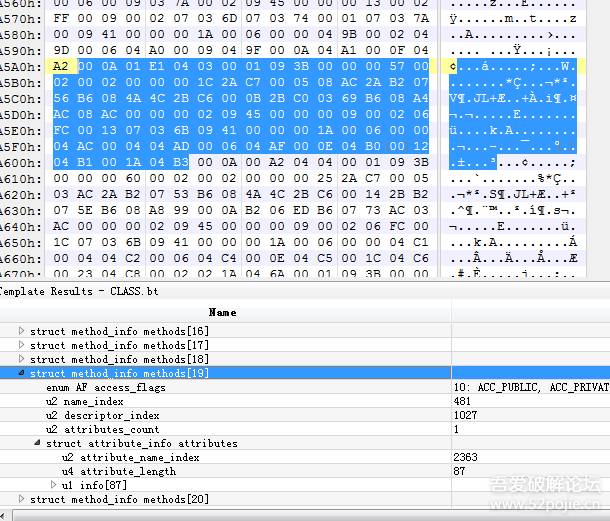 A560h: 00 06 00 09 03 7A 00 02 09 45 00 00 00 13 00 02 .....z...E......
A570h: FF 00 09 00 02 07 03 6D 07 03 74 00 01 07 03 7A ÿ......m..t....z
A580h: 00 09 41 00 00 00 1A 00 06 00 00 04 9B 00 02 04 ..A.........›...
A590h: 9D 00 06 04 A0 00 09 04 9F 00 0A 04 A1 00 0F 04 .... ...Ÿ...¡...
A5A0h: A2 00 0A 01 E1 04 03 00 01 09 3B 00 00 00 57 00 ¢...á.....;...W.
A5B0h: 02 00 02 00 00 00 1C 2A C7 00 05 08 AC 2A B2 07 .......*Ç...¬*².
A5C0h: 56 B6 08 4A 4C 2B C6 00 0B 2B C0 03 69 B6 08 A4 V¶.JL+Æ..+À.i¶.¤
A5D0h: AC 08 AC 00 00 00 02 09 45 00 00 00 09 00 02 06 ¬.¬.....E.......
A5E0h: FC 00 13 07 03 6B 09 41 00 00 00 1A 00 06 00 00 ü....k.A........
A5F0h: 04 AC 00 04 04 AD 00 06 04 AF 00 0E 04 B0 00 12 .¬.......¯...°..
A600h: 04 B1 00 1A 04 B3 00 0A 00 A2 04 04 00 01 09 3B .±...³...¢.....;
A610h: 00 00 00 60 00 02 00 02 00 00 00 25 2A C7 00 05 ...`.......%*Ç..
A620h: 03 AC 2A B2 07 53 B6 08 4A 4C 2B C6 00 14 2B B2 .¬*².S¶.JL+Æ..+²
A630h: 07 5E B6 08 A8 99 00 0A B2 06 ED B6 07 73 AC 03 .^¶.¨™..².í¶.s¬.
A640h: AC 00 00 00 02 09 45 00 00 00 09 00 02 06 FC 00 ¬.....E.......ü.
A650h: 1C 07 03 6B 09 41 00 00 00 1A 00 06 00 00 04 C1 ...k.A.........Á
A660h: 00 04 04 C2 00 06 04 C4 00 0E 04 C5 00 1C 04 C6 ...Â...Ä...Å...Æ
A670h: 00 23 04 C8 00 02 02 1A 04 6A 00 01 09 3B 00 00 .#.È.....j...;..
Template Results - CLASS.bt
Name
struct method_info methods[16]
struct method_info methods[17]
struct method_info methods[18]
struct method_info methods[19]
enum AF access_flags 10: ACC_PUBLIC, ACC_PRIVAT
u2 name_index 481
u2 descriptor_index 1027
u2 attributes_count 1
struct attribute_info attributes
u2 attribute_name_index 2363
u4 attribute_length 87
u1 info[87]
struct method_info methods[20]
吾爱破解论坛
www.52pojie.cn